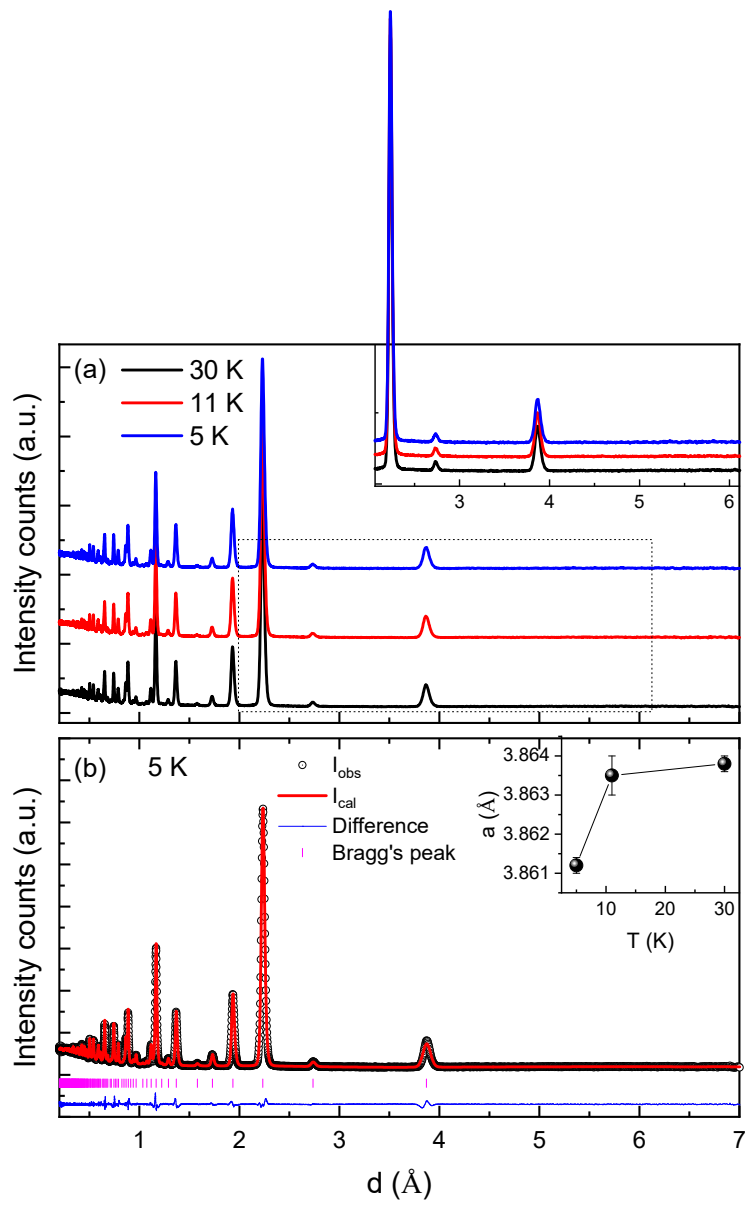 (a)
30 K
11 K
5 K
Intensity counts (a.u.)
3 4 5 6
(b) 5 K
I_obs
I_cal
Difference
Bragg's peak
Intensity counts (a.u.)
3.864
3.863
3.862
3.861
a (Å)
10 20 30
T (K)
1 2 3 4 5 6 7
d (Å)